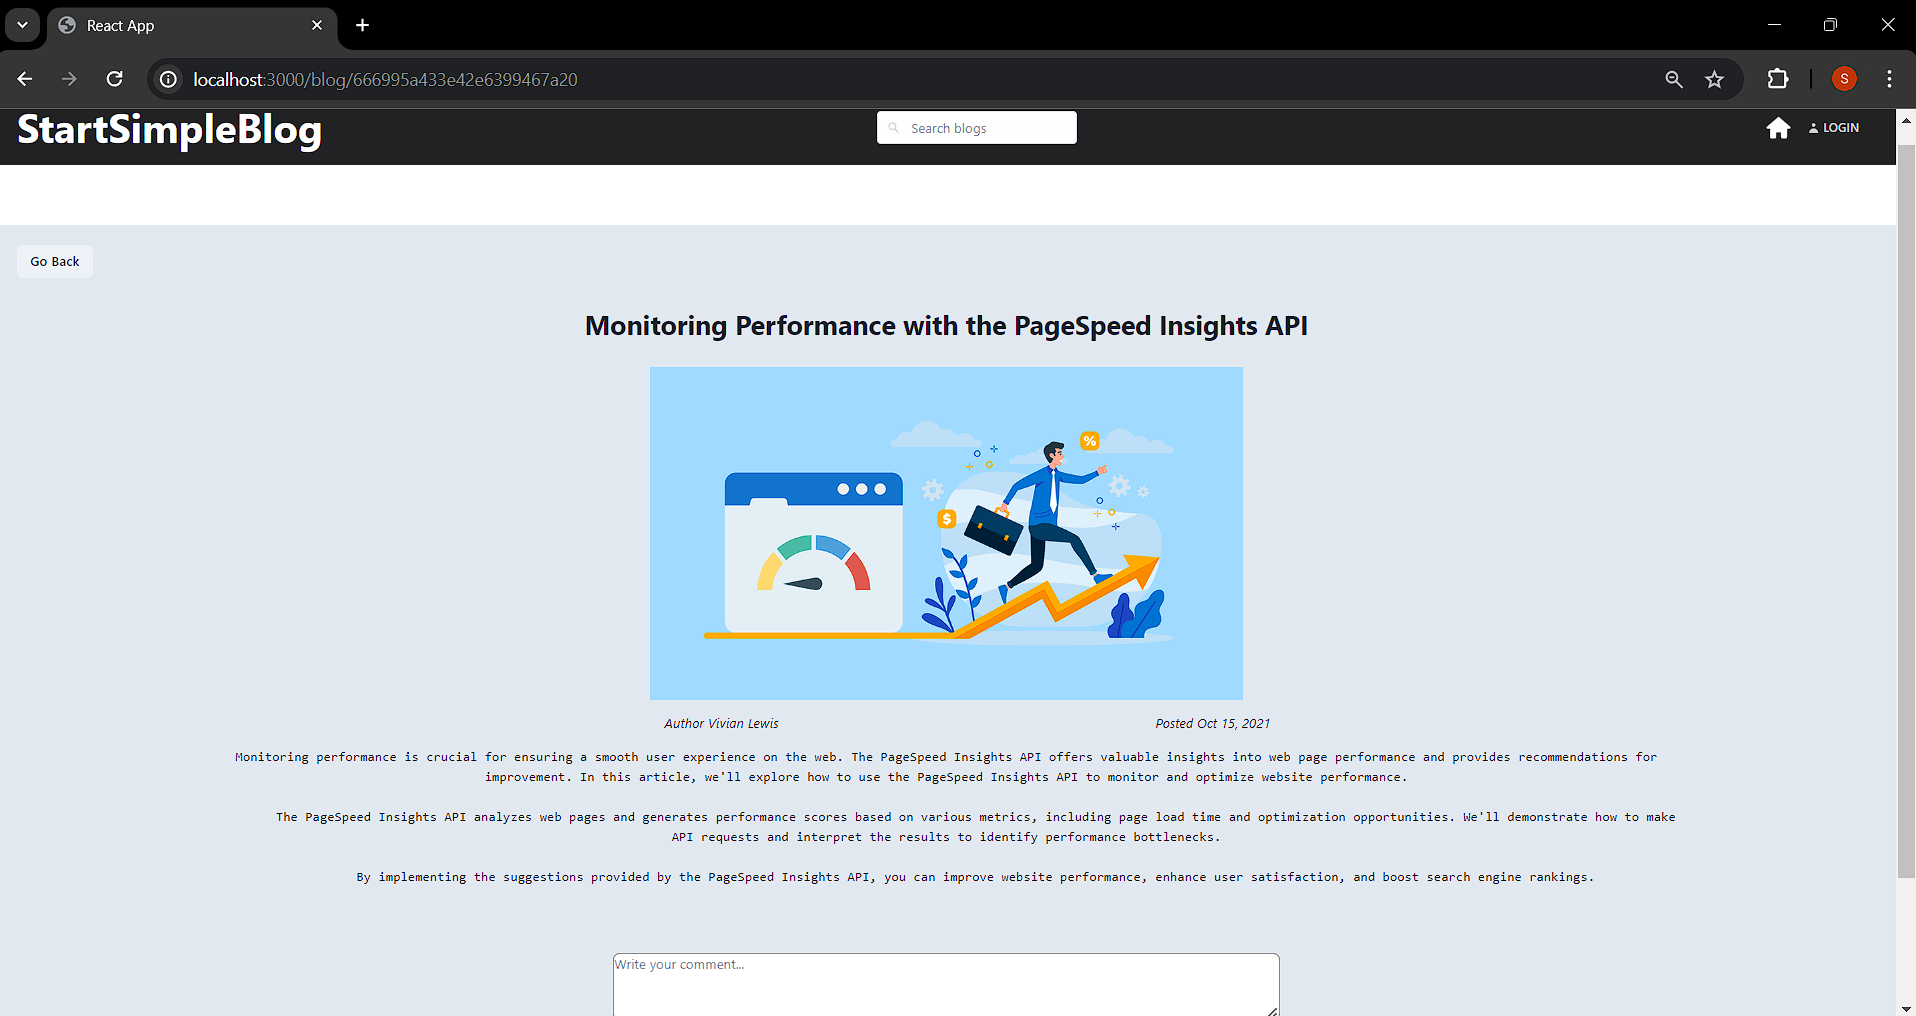 React App
localhost:3000/blog/666995a433e42e6399467a20
S
StartSimpleBlog
Search blogs
LOGIN
Go Back
Monitoring Performance with the PageSpeed Insights API
%
$
Author Vivian Lewis
Posted Oct 15, 2021
Monitoring performance is crucial for ensuring a smooth user experience on the web. The PageSpeed Insights API offers valuable insights into web page performance and provides recommendations for
improvement. In this article, we'll explore how to use the PageSpeed Insights API to monitor and optimize website performance.
The PageSpeed Insights API analyzes web pages and generates performance scores based on various metrics, including page load time and optimization opportunities. We'll demonstrate how to make
API requests and interpret the results to identify performance bottlenecks.
By implementing the suggestions provided by the PageSpeed Insights API, you can improve website performance, enhance user satisfaction, and boost search engine rankings.
Write your comment...